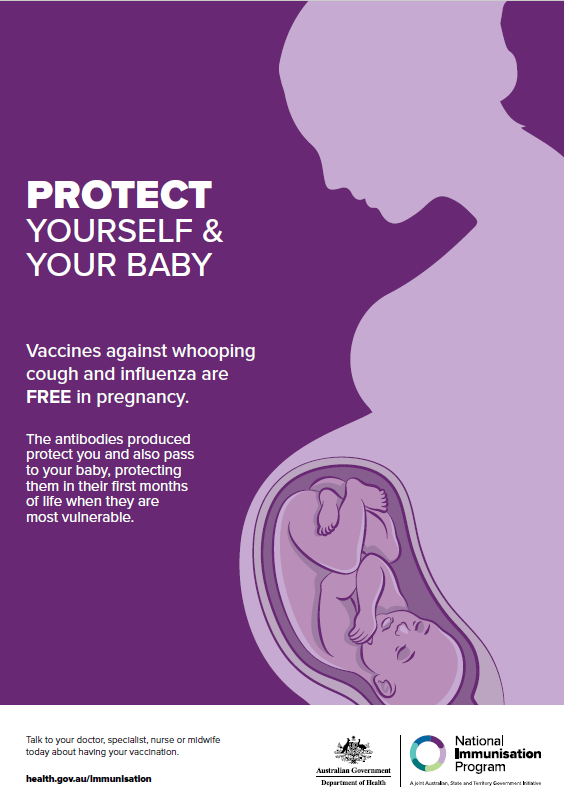 PROTECT
YOURSELF &
YOUR BABY
Vaccines against whooping
cough and influenza are
FREE in pregnancy.
The antibodies produced
protect you and also pass
to your baby, protecting
them in their first months
of life when they are
most vulnerable.
Talk to your doctor, specialist, nurse or midwife
today about having your vaccination.
health.gov.au/Immunisation
Australian Government
Department of Health
National
Immunisation
Program
A joint Australian, State and Territory Government Initiative